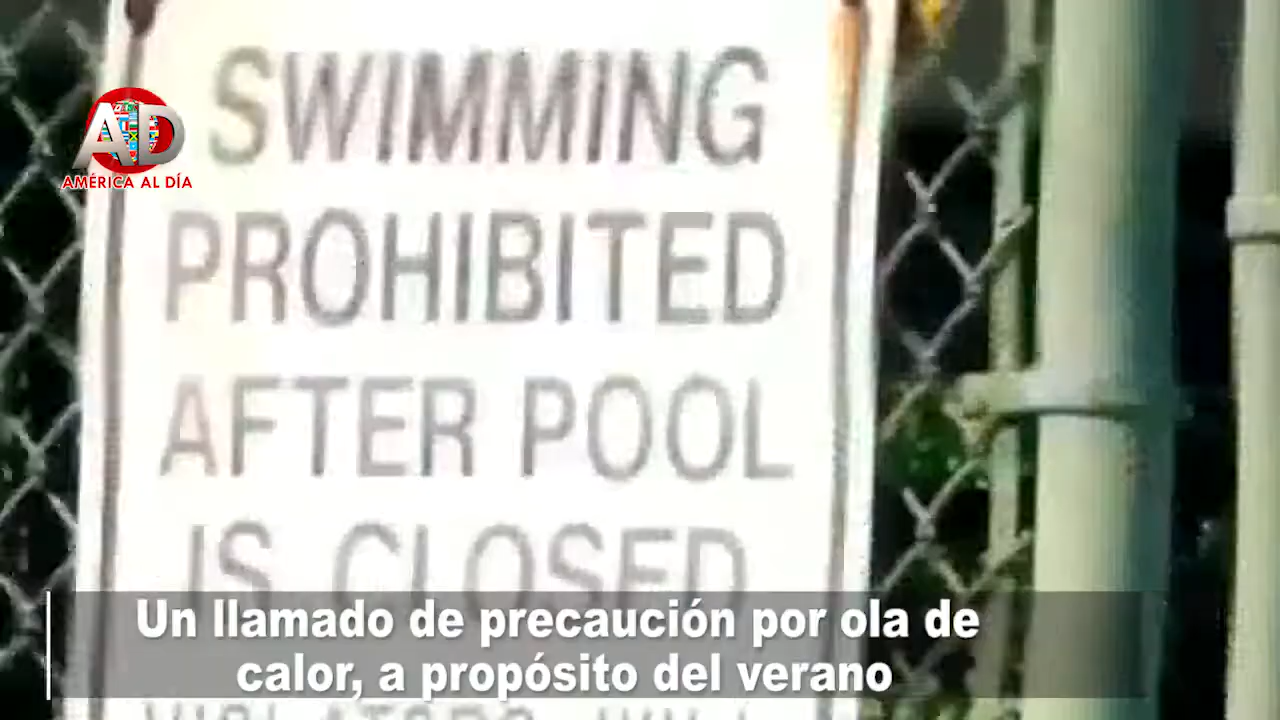 SWIMMING
PROHIBITED
AFTER POOL
IS CLOSED
AD
AMÉRICA AL DÍA
Un llamado de precaución por ola de
calor, a propósito del verano